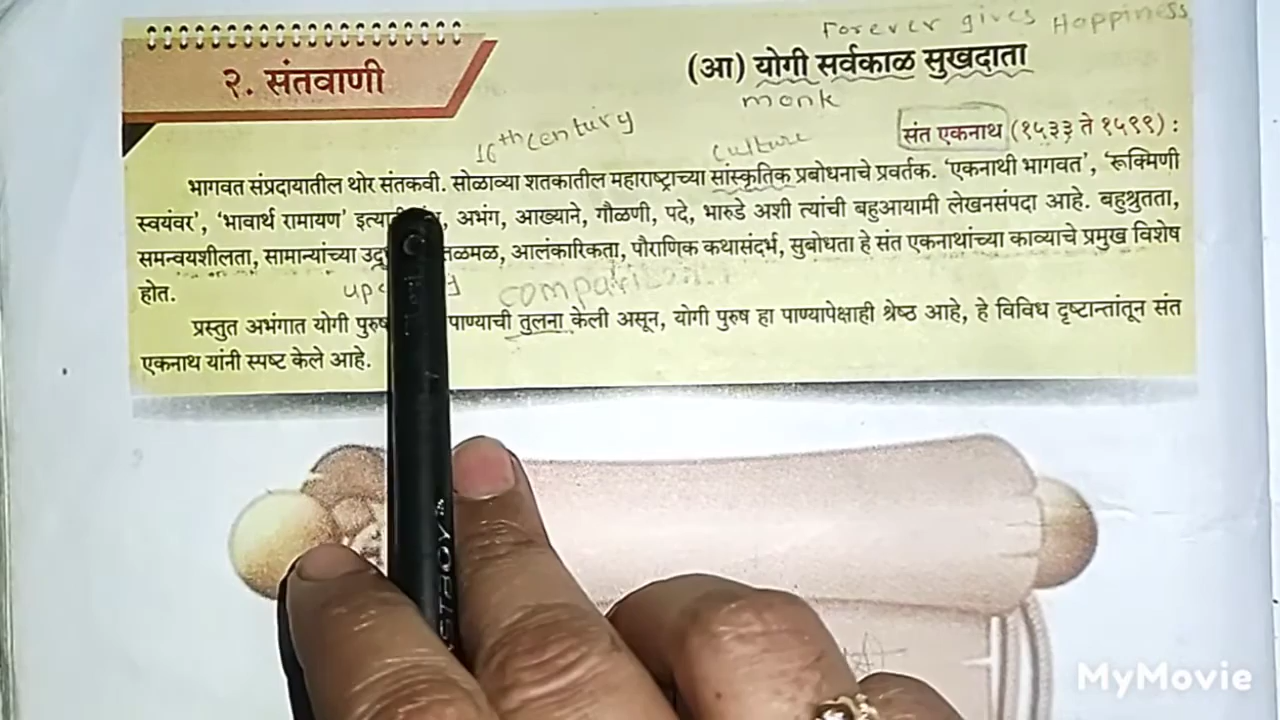 Forever gives Happiness
२. संतवाणी
(आ) योगी सर्वकाळ सुखदाता
monk
16th century
culture
संत एकनाथ (१५३३ ते १५९९) :
भागवत संप्रदायातील थोर संतकवी. सोळाव्या शतकातील महाराष्ट्राच्या सांस्कृतिक प्रबोधनाचे प्रवर्तक. ‘एकनाथी भागवत’, ‘रूक्मिणी
स्वयंवर’, ‘भावार्थ रामायण’ अभंग, आख्याने, गौळणी, पदे, भारुडे अशी त्यांची बहुआयामी लेखनसंपदा आहे. बहुश्रुतता,
समन्वयशीलता, सामान्यांच्या आलंकारिकता, पौराणिक कथासंदर्भ, सुबोधता हे संत एकनाथांच्या काव्याचे प्रमुख विशेष
होत.
प्रस्तुत अभंगात योगी पुरुष पाण्याची तुलना केली असून, योगी पुरुष हा पाण्यापेक्षाही श्रेष्ठ आहे, हे विविध दृष्टान्तांतून संत
एकनाथ यांनी स्पष्ट केले आहे.
MyMovie